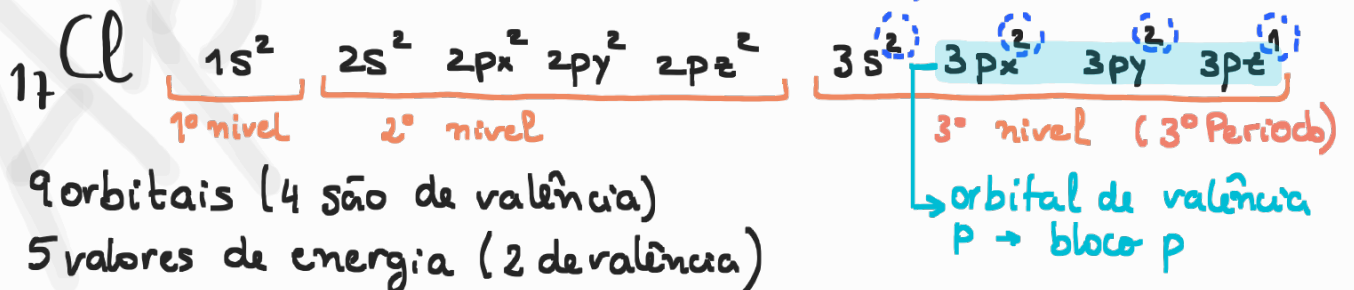 ₁₇Cl 1s² 2s² 2px² 2py² 2pz² 3s² 3px² 3py² 3pz¹
1º nivel 2º nivel 3º nivel (3º Período)
9 orbitais (4 são de valência)
5 valores de energia (2 de valência)
orbital de valência
p → bloco p